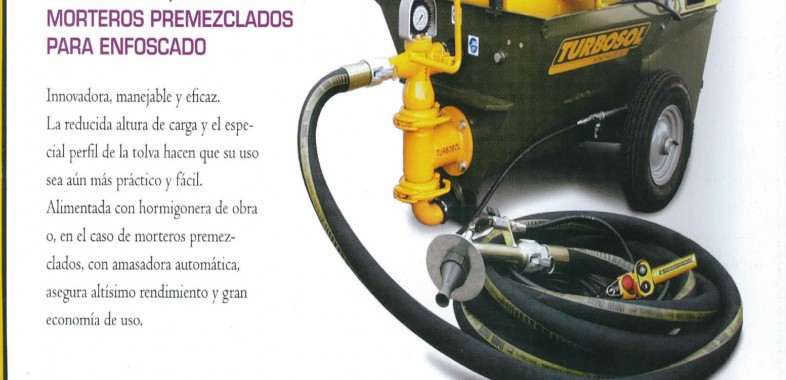 MORTEROS PREMEZCLADOS
PARA ENFOSCADO
Innovadora, manejable y eficaz.
La reducida altura de carga y el espe-
cial perfil de la tolva hacen que su uso
sea aún más práctico y fácil.
Alimentada con hormigonera de obra
o, en el caso de morteros premez-
clados, con amasadora automática,
asegura altísimo rendimiento y gran
economía de uso.
TURBOSOL
TURBOSOL